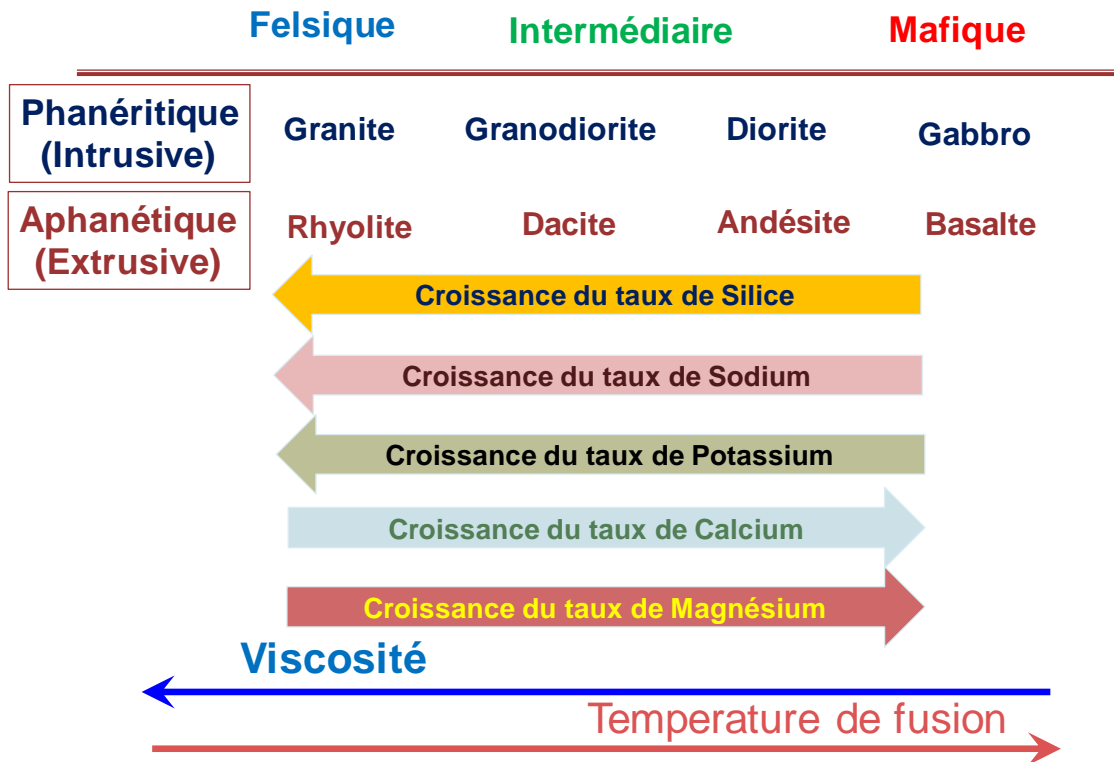 Felsique Intermédiaire Mafique
Phanéritique
(Intrusive)
Granite Granodiorite Diorite Gabbro
Aphanétique
(Extrusive)
Rhyolite Dacite Andésite Basalte
Croissance du taux de Silice
Croissance du taux de Sodium
Croissance du taux de Potassium
Croissance du taux de Calcium
Croissance du taux de Magnésium
Viscosité
Temperature de fusion